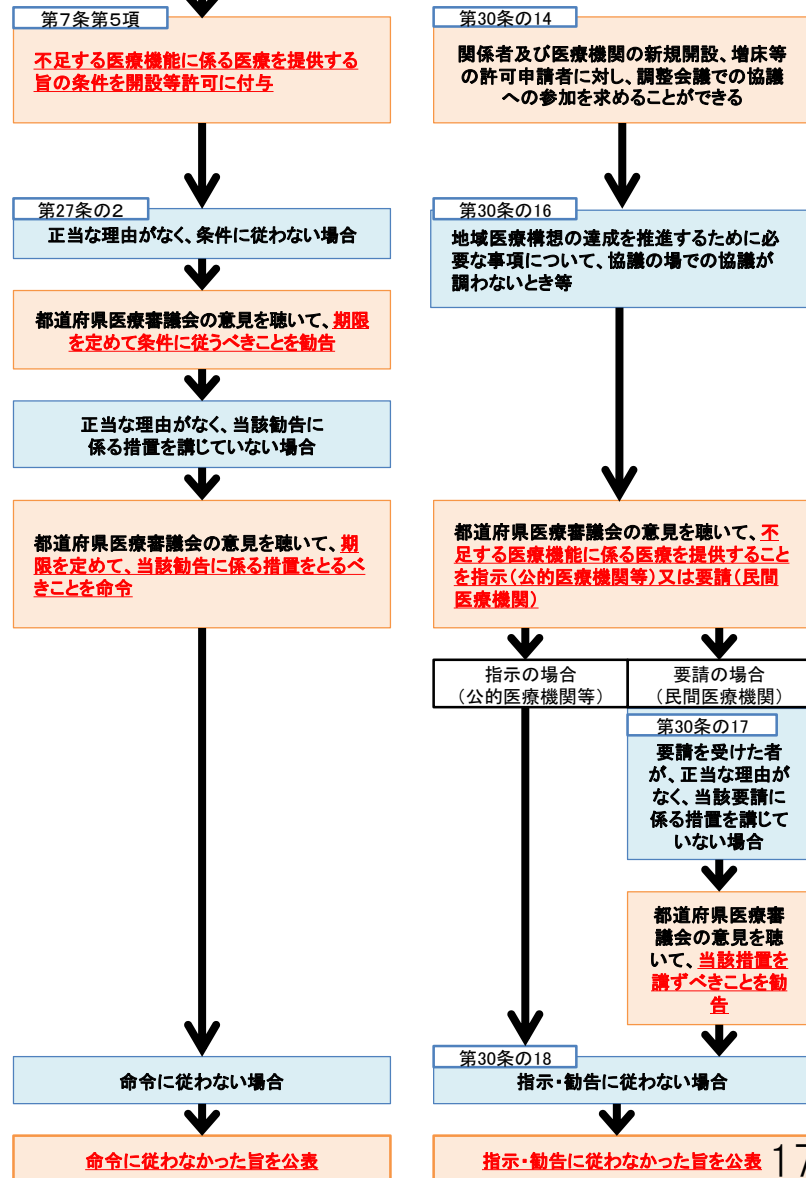 第7条第5項
不足する医療機能に係る医療を提供する
旨の条件を開設等許可に付与
第27条の2
正当な理由がなく、条件に従わない場合
都道府県医療審議会の意見を聴いて、期限
を定めて条件に従うべきことを勧告
正当な理由がなく、当該勧告に
係る措置を講じていない場合
都道府県医療審議会の意見を聴いて、期
限を定めて、当該勧告に係る措置をとるべ
きことを命令
命令に従わない場合
命令に従わなかった旨を公表
第30条の14
関係者及び医療機関の新規開設、増床等
の許可申請者に対し、調整会議での協議
への参加を求めることができる
第30条の16
地域医療構想の達成を推進するために必
要な事項について、協議の場での協議が
調わないとき等
都道府県医療審議会の意見を聴いて、不
足する医療機能に係る医療を提供すること
を指示(公的医療機関等)又は要請(民間
医療機関)
指示の場合
(公的医療機関等)
要請の場合
(民間医療機関)
第30条の17
要請を受けた者
が、正当な理由が
なく、当該要請に
係る措置を講じて
いない場合
都道府県医療審
議会の意見を聴
いて、当該措置を
講ずべきことを勧
告
第30条の18
指示・勧告に従わない場合
指示・勧告に従わなかった旨を公表
17